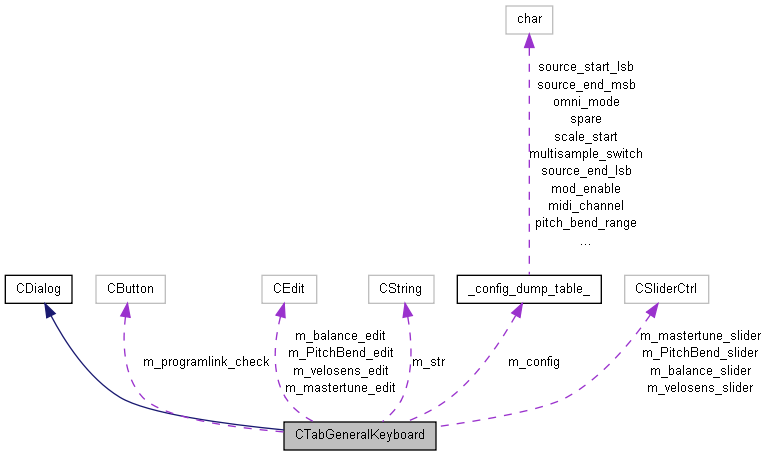 char
source_start_lsb
source_end_msb
omni_mode
spare
scale_start
multisample_switch
source_end_lsb
mod_enable
midi_channel
pitch_bend_range
...
CDialog
CButton
CEdit
CString
_config_dump_table_
CSliderCtrl
m_programlink_check
m_balance_edit
m_PitchBend_edit
m_velosens_edit
m_mastertune_edit
m_str
m_config
m_mastertune_slider
m_PitchBend_slider
m_balance_slider
m_velosens_slider
CTabGeneralKeyboard